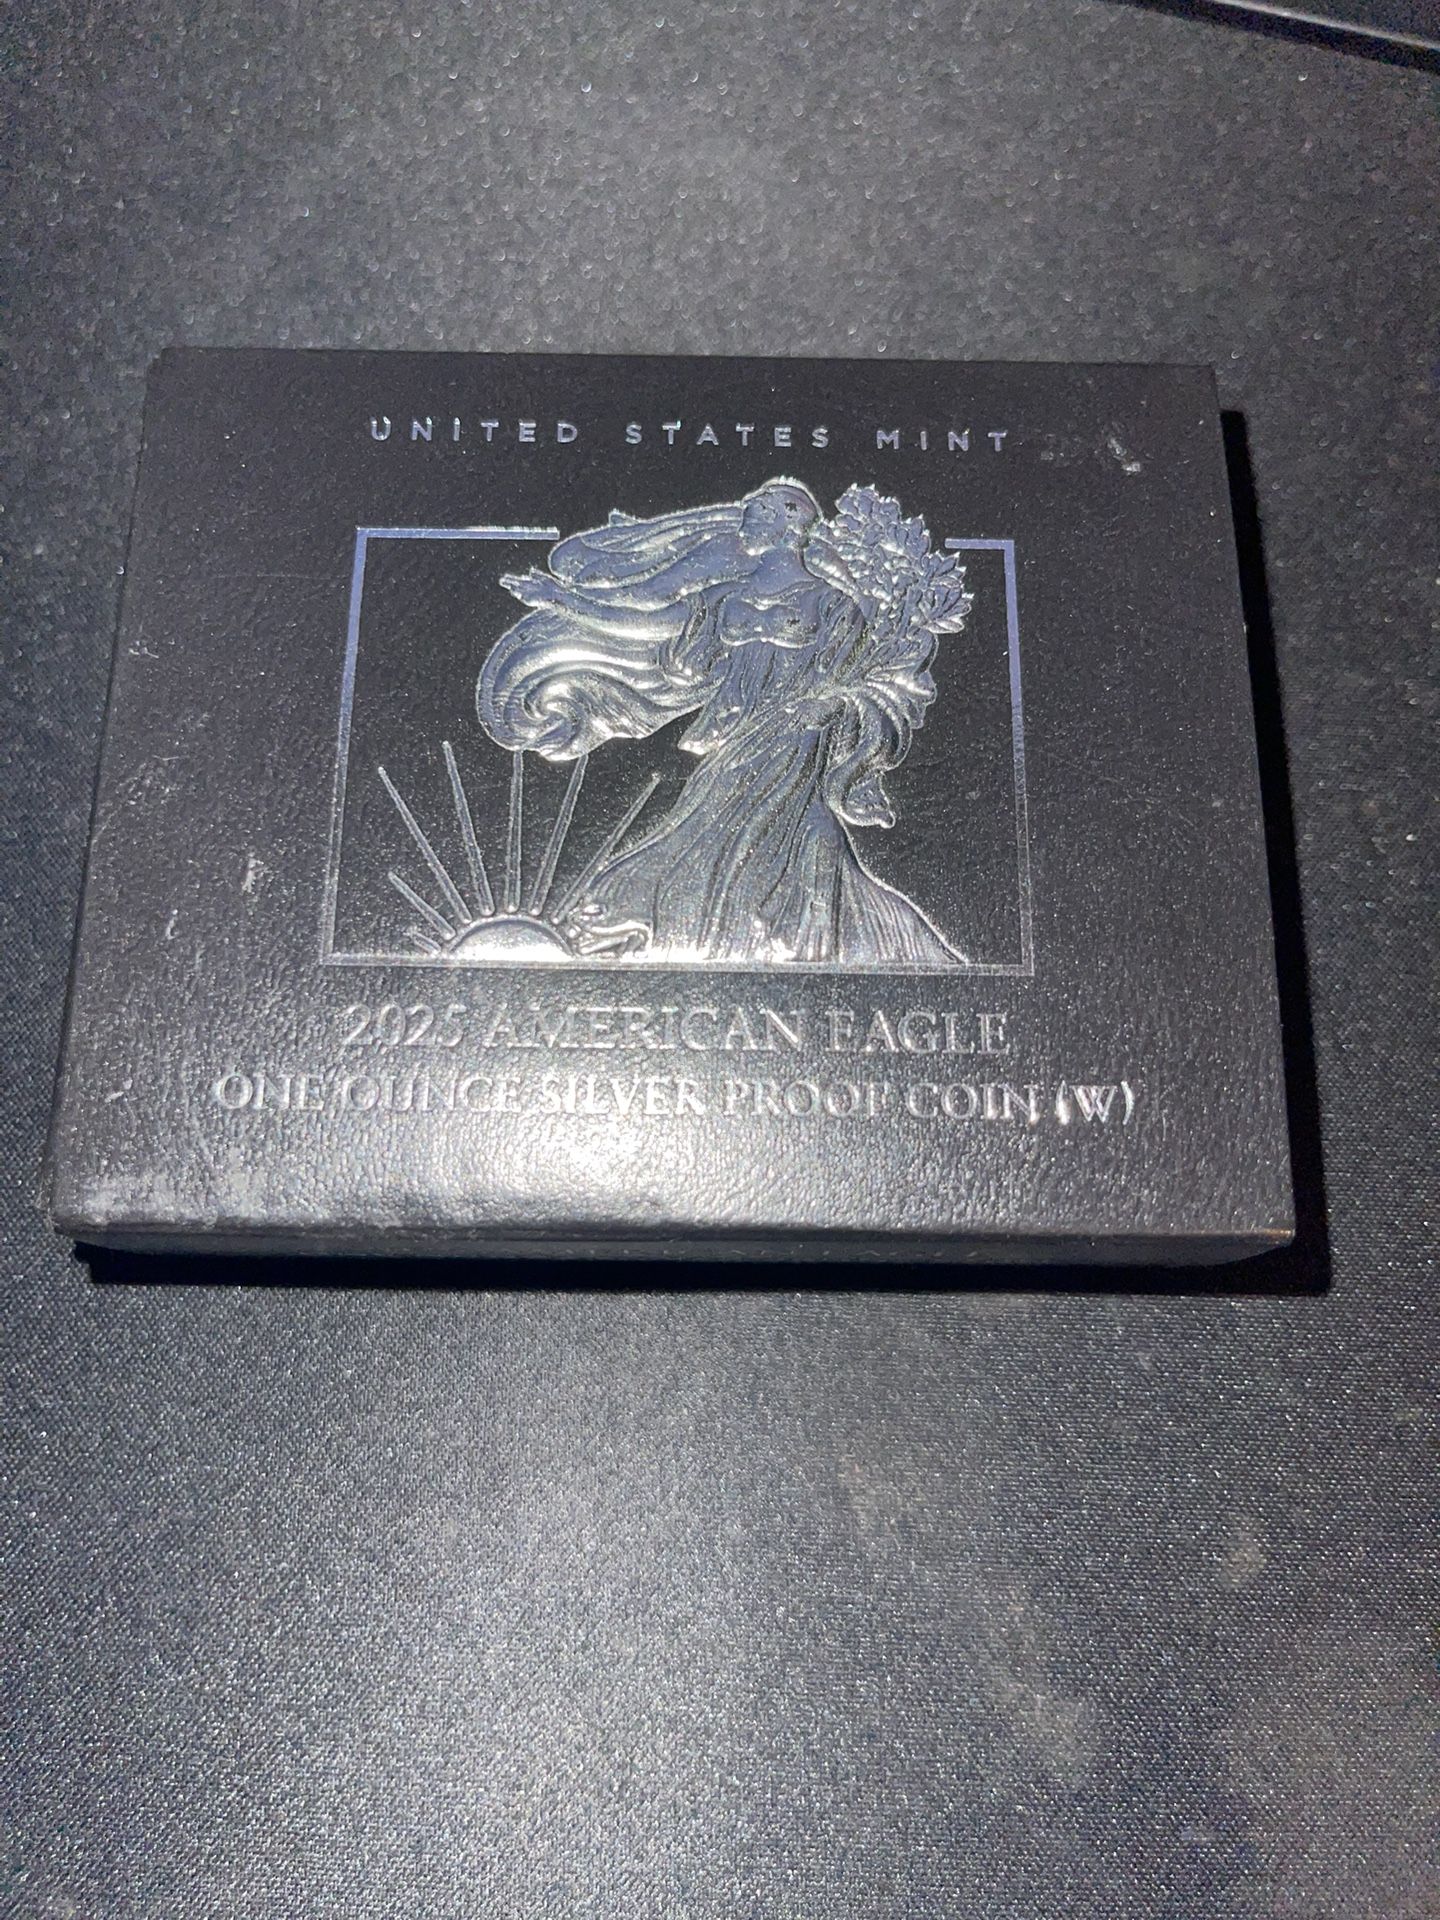 UNITED STATES MINT
2025 AMERICAN EAGLE
ONE OUNCE SILVER PROOF COIN (W)